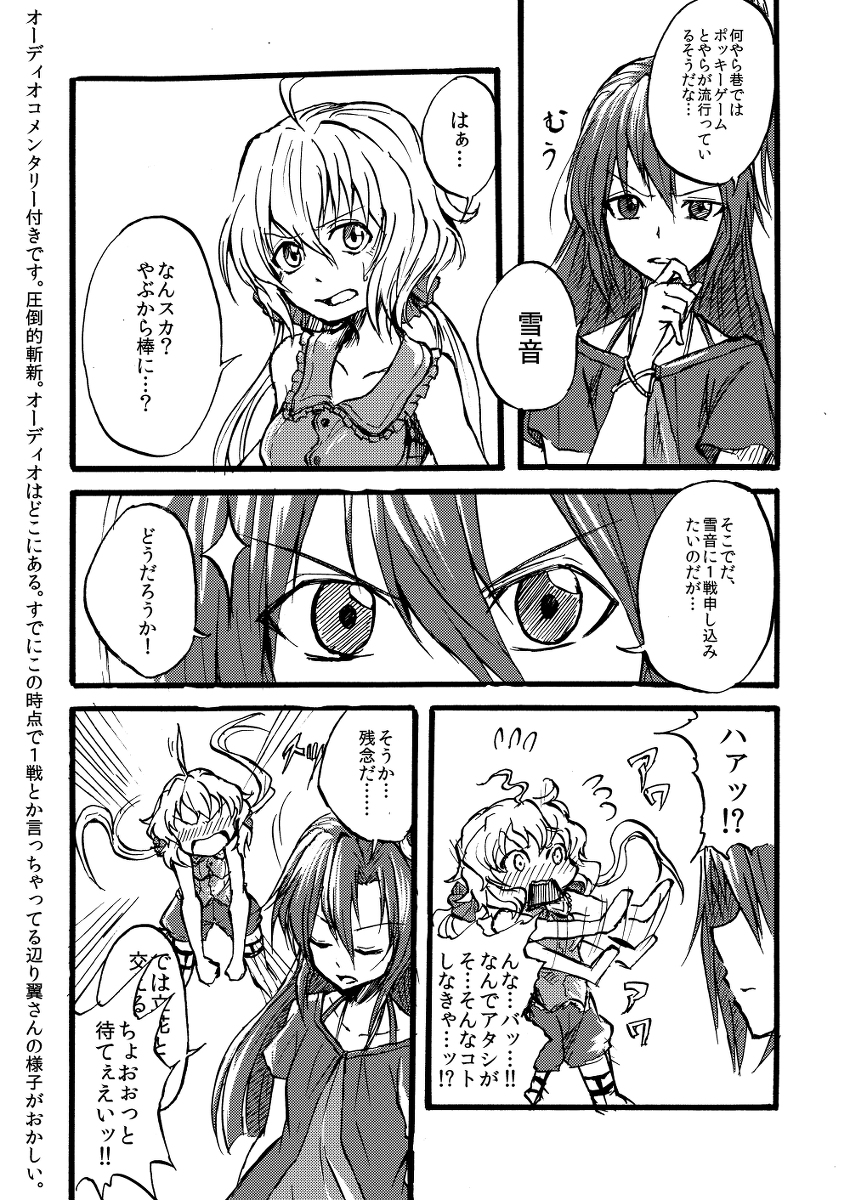 何やら巷では
ポッキーゲーム
とやらが流行ってい
るそうだな…
むう
雪音
はぁ…
なんスカ？
やぶから棒に…？
そこでだ、
雪音に１戦申し込み
たいのだが…
どうだろうか！
ハアッ!?
アワ
アワ
んな…バッ…!!
なんでアタシが
そ…そんなコト
しなきゃ…ッ!?
そうか…
残念だ……
では立花と
交える
ちょおおっと
待てぇえいッ!!
オーディオコメンタリー付きです。圧倒的斬新。オーディオはどこにある。すでにこの時点で１戦とか言っちゃってる辺り翼さんの様子がおかしい。